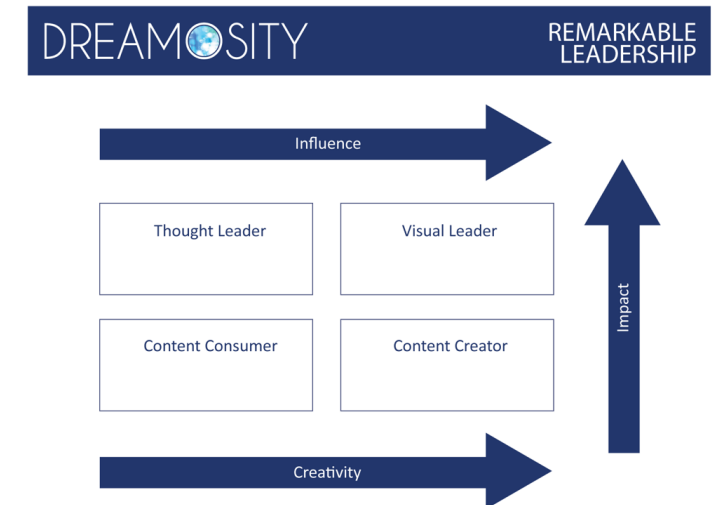 DREAMOSITY
REMARKABLE
LEADERSHIP
Influence
Thought Leader
Visual Leader
Impact
Content Consumer
Content Creator
Creativity